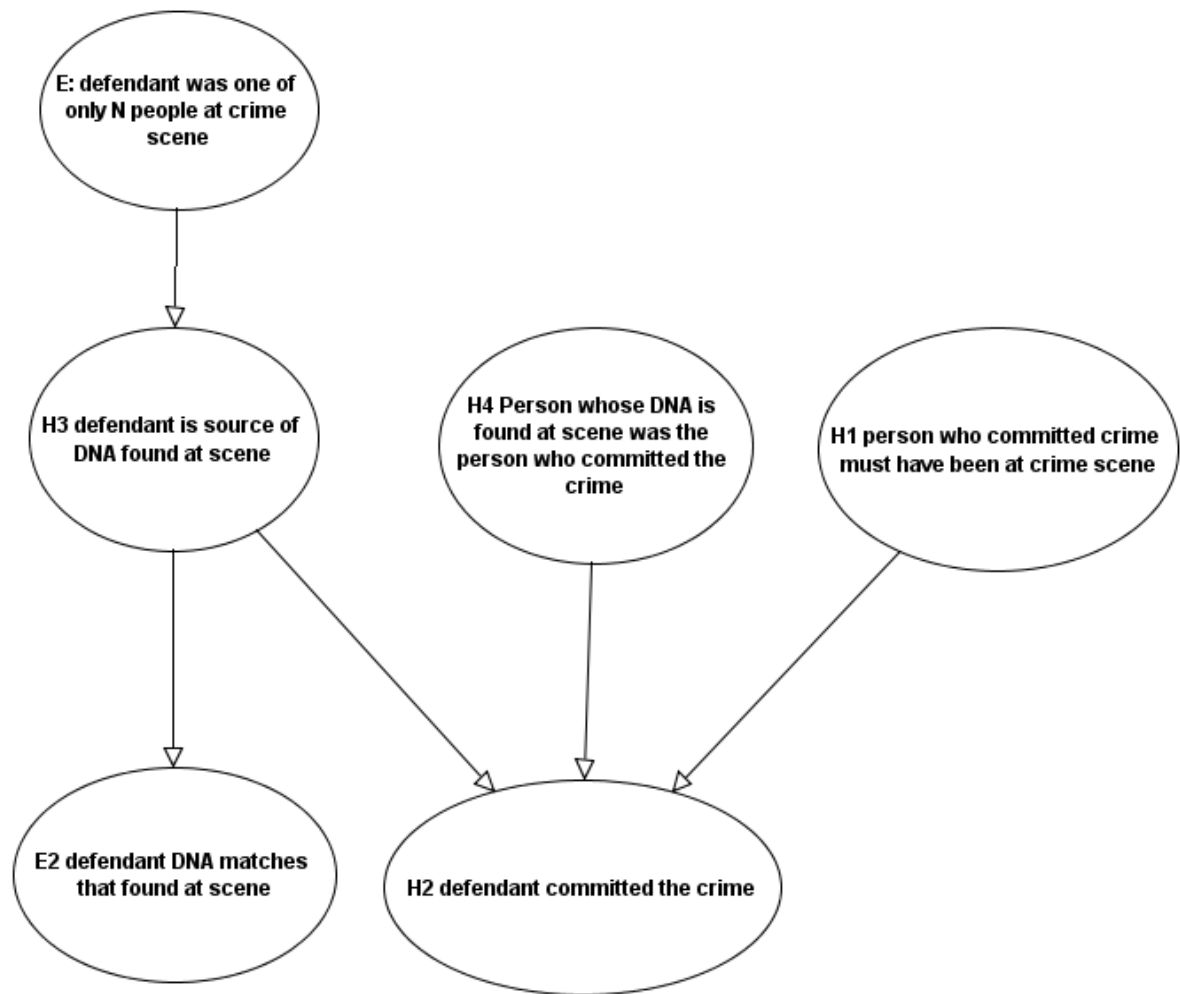 E: defendant was one of
only N people at crime
scene
H3 defendant is source of
DNA found at scene
H4 Person whose DNA is
found at scene was the
person who committed the
crime
H1 person who committed crime
must have been at crime scene
E2 defendant DNA matches
that found at scene
H2 defendant committed the crime